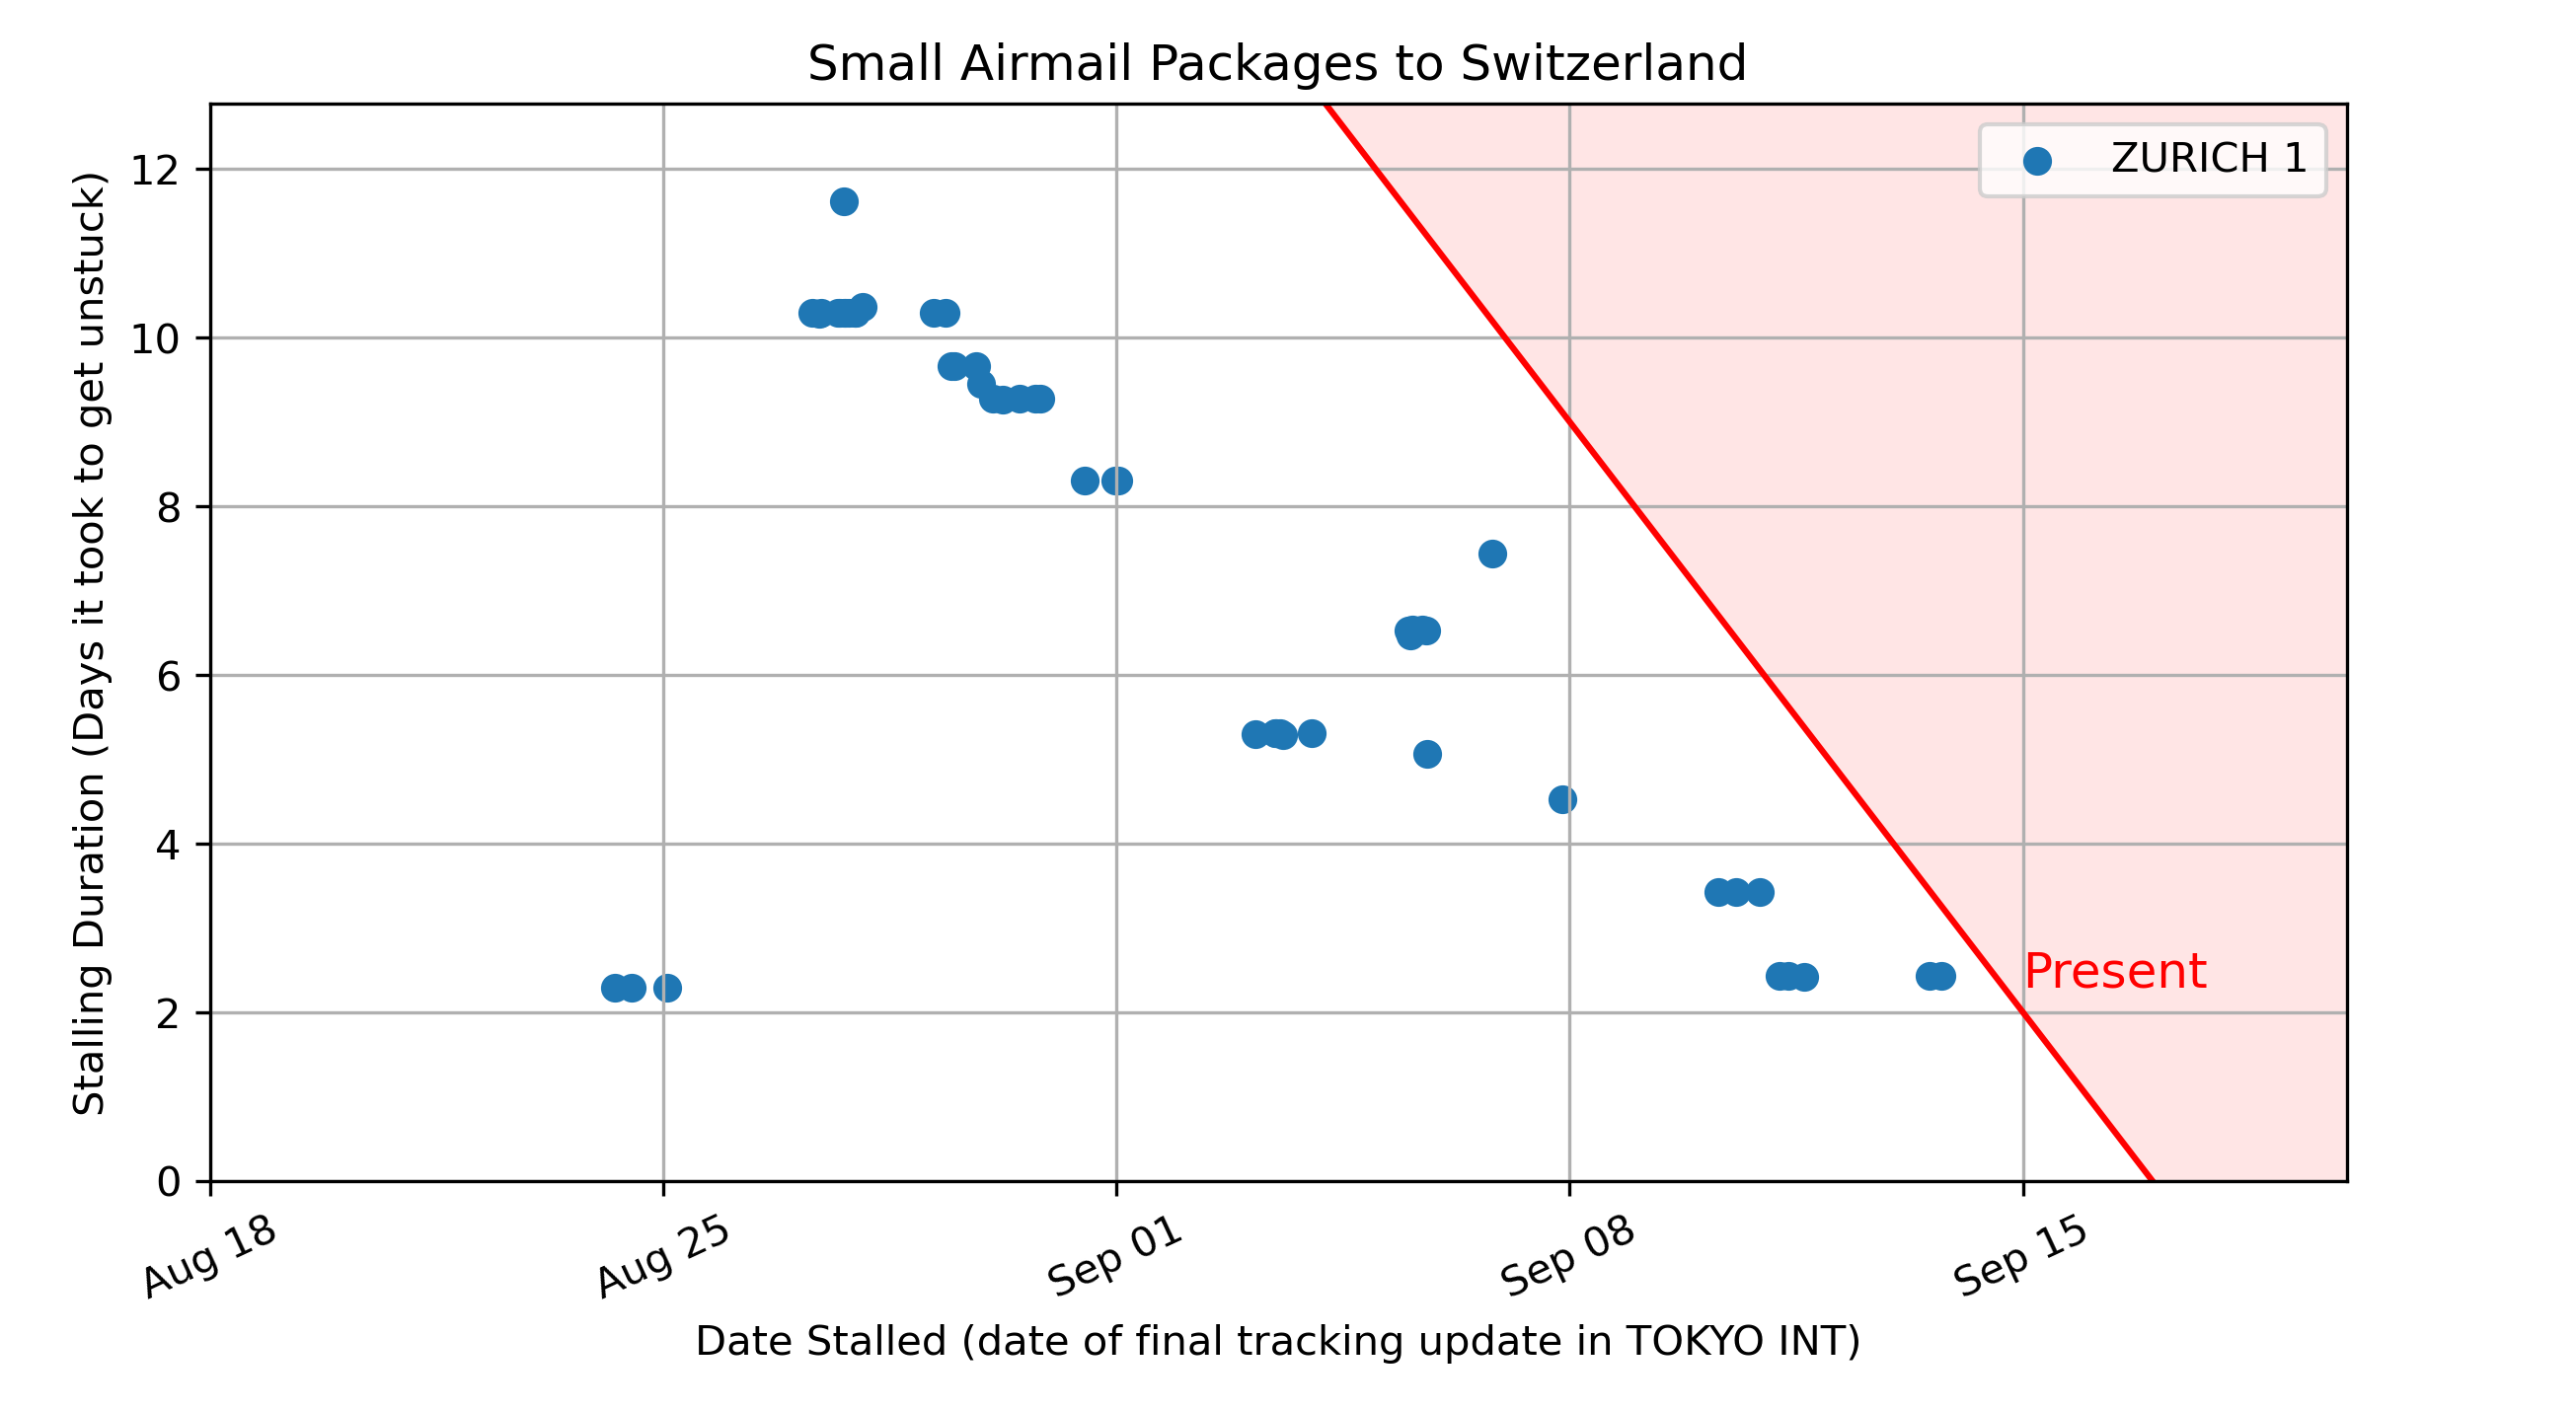 Small Airmail Packages to Switzerland
ZURICH 1
Stalling Duration (Days it took to get unstuck)
12
10
8
6
4
2
0
Present
Aug 18
Aug 25
Sep 01
Sep 08
Sep 15
Date Stalled (date of final tracking update in TOKYO INT)